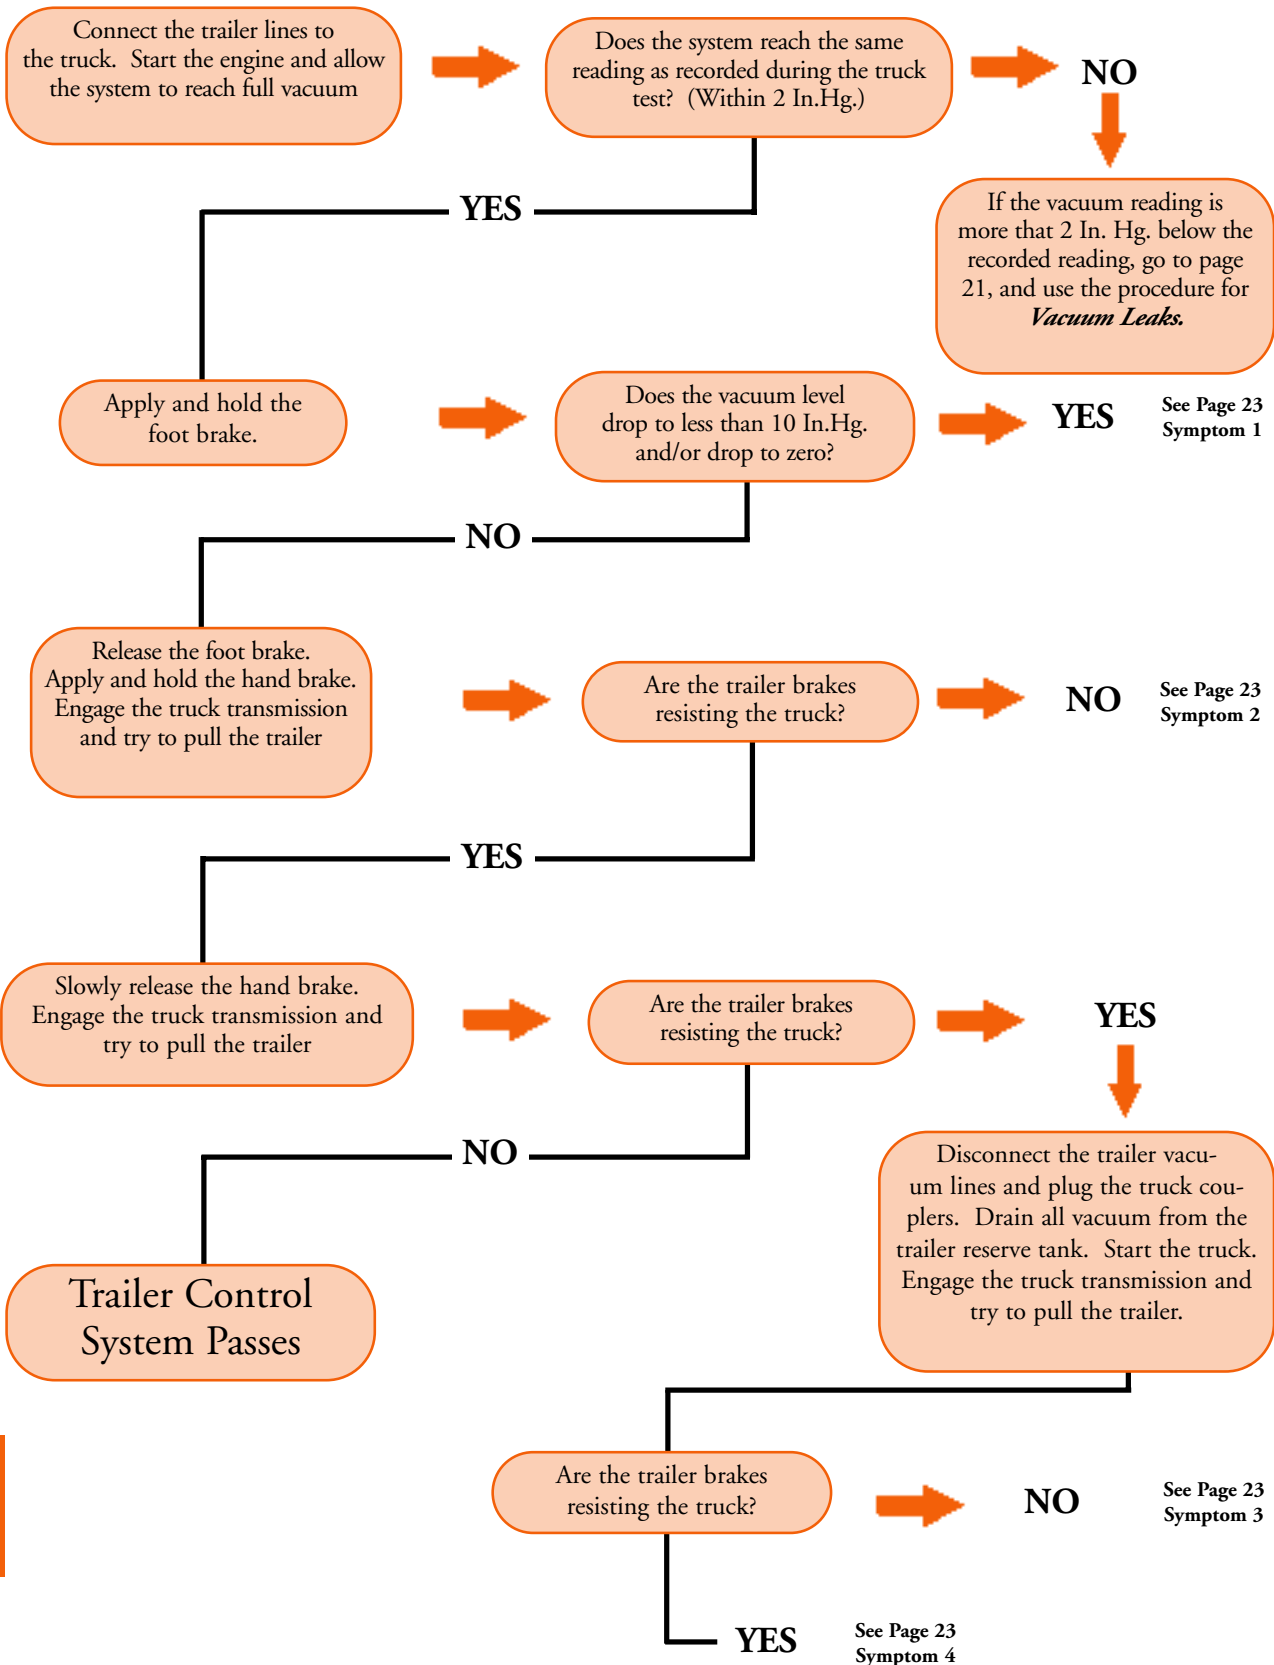 Connect the trailer lines to
the truck.  Start the engine and allow
the system to reach full vacuum
Does the system reach the same
reading as recorded during the truck
test?  (Within 2 In.Hg.)
NO
If the vacuum reading is
more that 2 In. Hg. below the
recorded reading, go to page
21, and use the procedure for
Vacuum Leaks.
YES
Apply and hold the
foot brake.
Does the vacuum level
drop to less than 10 In.Hg.
and/or drop to zero?
YES
See Page 23
Symptom 1
NO
Release the foot brake.
Apply and hold the hand brake.
Engage the truck transmission
and try to pull the trailer
Are the trailer brakes
resisting the truck?
NO
See Page 23
Symptom 2
YES
Slowly release the hand brake.
Engage the truck transmission and
try to pull the trailer
Are the trailer brakes
resisting the truck?
YES
Disconnect the trailer vacu-
um lines and plug the truck cou-
plers.  Drain all vacuum from the
trailer reserve tank.  Start the truck.
Engage the truck transmission and
try to pull the trailer.
NO
Trailer Control
System Passes
Are the trailer brakes
resisting the truck?
NO
See Page 23
Symptom 3
YES
See Page 23
Symptom 4